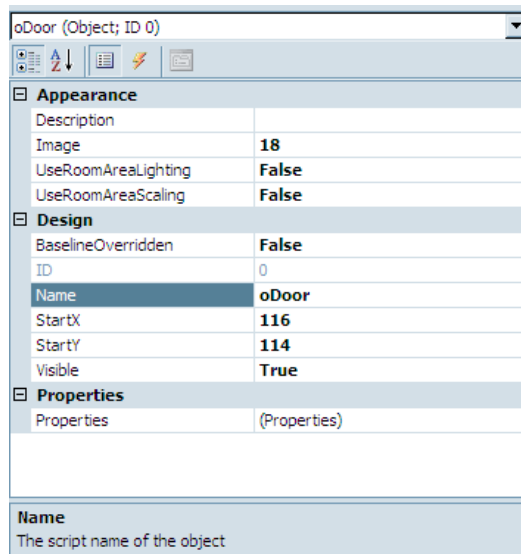 oDoor (Object; ID 0)
Appearance
Description
Image 18
UseRoomAreaLighting False
UseRoomAreaScaling False
Design
BaselineOverridden False
ID 0
Name oDoor
StartX 116
StartY 114
Visible True
Properties
Properties (Properties)
Name
The script name of the object